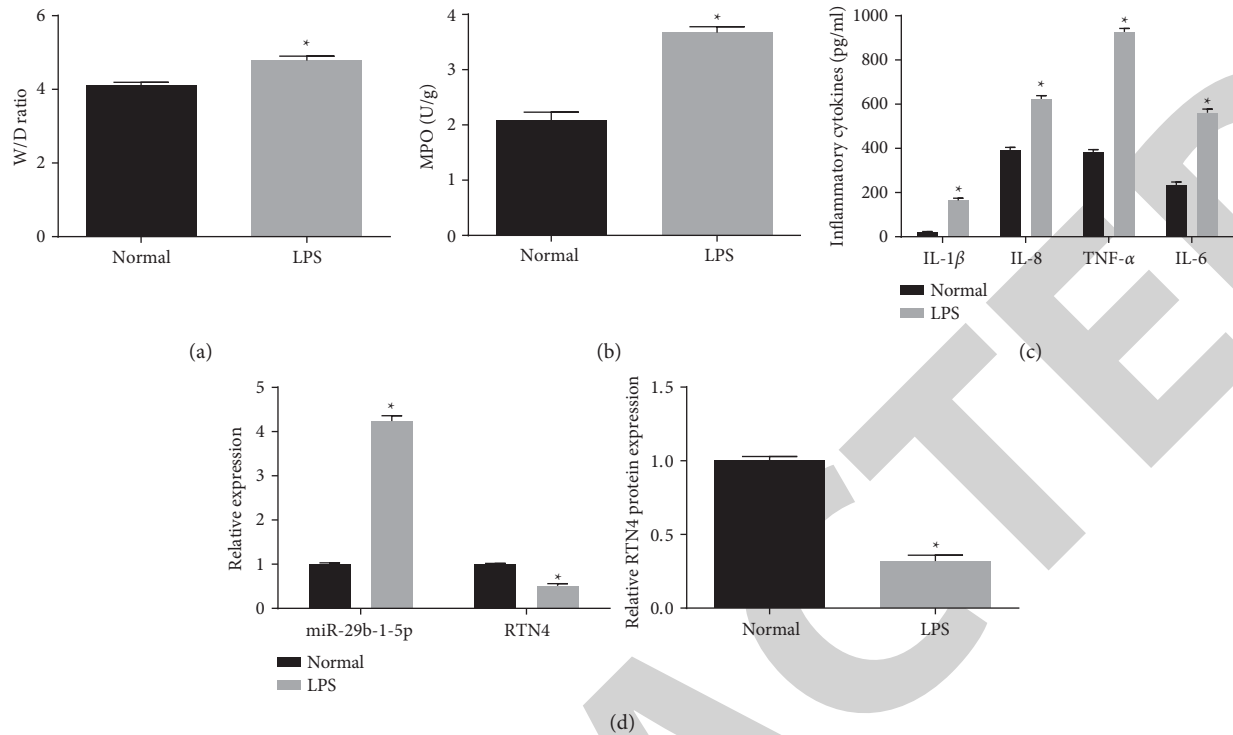 W/D ratio
8
6
4
2
0
*
Normal
LPS
(a)
MPO (U/g)
4
3
2
1
0
*
Normal
LPS
(b)
Inflammatory cytokines (pg/ml)
1000
800
600
400
200
0
*
*
*
*
IL-1β
IL-8
TNF-α
IL-6
Normal
LPS
(c)
Relative expression
5
4
3
2
1
0
*
*
miR-29b-1-5p
RTN4
Normal
LPS
Relative RTN4 protein expression
1.5
1.0
0.5
0.0
*
Normal
LPS
(d)